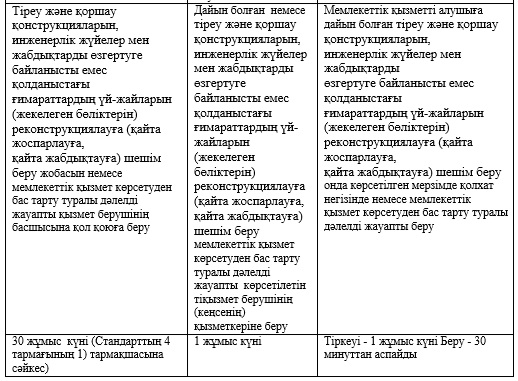 Тіреу және қоршау
қонструкцияларын,
инженерлік жүйелер мен
жабдықтарды өзгертуге
байланысты емес
қолданыстағы
ғимараттардың үй-жайларын
(жекелеген бөліктерін)
реконструкциялауға (қайта
жоспарлауға,
қайта жабдықтауға) шешім
беру жобасын немесе
мемлекеттік қызмет көрсетуден
бас тарту туралы дәлелді
жауапты қызмет берушінің
басшысына қол қоюға беру
Дайын болған немесе
тіреу және қоршау
қонструкцияларын,
инженерлік жүйелер
мен жабдықтарды
өзгертуге
байланысты емес
қолданыстағы
ғимараттардың үй-
жайларын
(жекелеген
бөліктерін)
реконструкциялауға
(қайта жоспарлауға,
қайта жабдықтауға)
шешім беру
мемлекеттік қызмет
көрсетуден бас тарту
туралы дәлелді
жауапты көрсетілетін
тіқызмет берушінің
(кеңсенің)
қызметкеріне беру
Мемлекеттік қызметті алушыға
дайын болған тіреу және қоршау
қонструкцияларын,
инженерлік жүйелер мен
жабдықтарды
өзгертуге байланысты емес
қолданыстағы
ғимараттардың үй-жайларын
(жекелеген бөліктерін)
реконструкциялауға (қайта
жоспарлауға,
қайта жабдықтауға) шешім беру
онда көрсетілген мерзімде қолхат
негізінде немесе мемлекеттік
қызмет көрсетуден бас тарту туралы
дәлелді жауапты беру
30 жұмыс күні (Стандарттың 4
тармағының 1) тармақшасына
сәйкес)
1 жұмыс күні
Тіркеуі - 1 жұмыс күні Беру - 30
минуттан аспайды